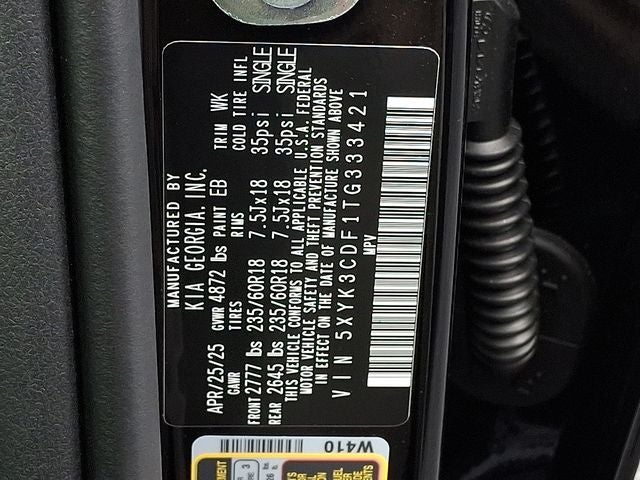 MANUFACTURED BY
KIA GEORGIA, INC.
APR/25/25 GVWR 4872 lbs PAINT EB TRIM WK
GAWR TIRES RIMS COLD TIRE INFL
FRONT 2777 lbs 235/60R18 7.5Jx18 35psi SINGLE
REAR 2645 lbs 235/60R18 7.5Jx18 35psi SINGLE
THIS VEHICLE CONFORMS TO ALL APPLICABLE U.S.A. FEDERAL
MOTOR VEHICLE SAFETY AND THEFT PREVENTION STANDARDS
IN EFFECT ON THE DATE OF MANUFACTURE SHOWN ABOVE
VIN 5XYK3CDF1TG333421
MPV
W410